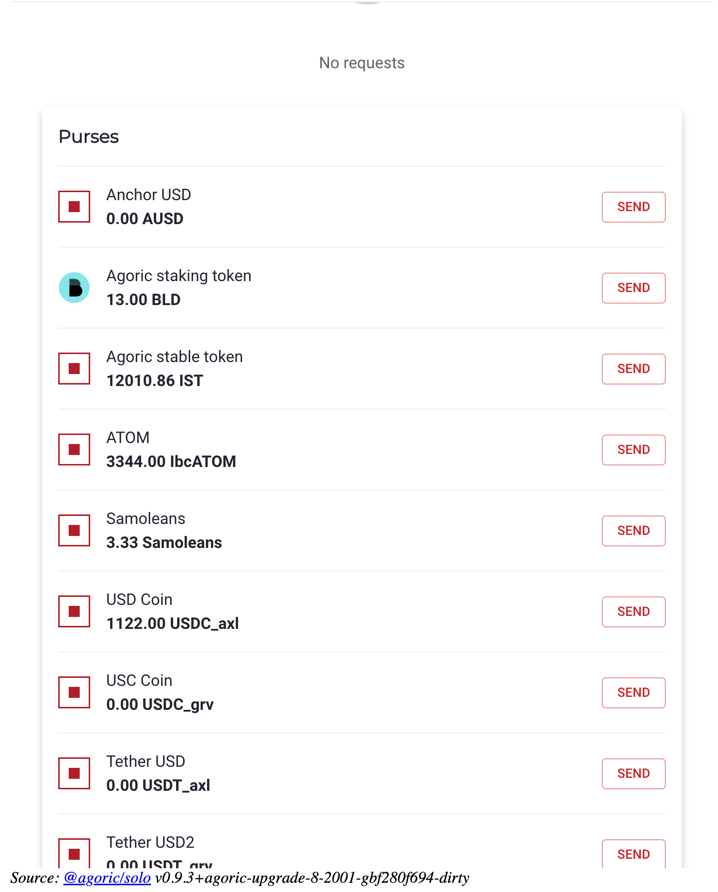 No requests
Purses
Anchor USD
0.00 AUSD
SEND
B
Agoric staking token
13.00 BLD
SEND
Agoric stable token
12010.86 IST
SEND
ATOM
3344.00 IbcATOM
SEND
Samoleans
3.33 Samoleans
SEND
USD Coin
1122.00 USDC_axl
SEND
USC Coin
0.00 USDC_grv
SEND
Tether USD
0.00 USDT_axl
SEND
Tether USD2
0.00 USDT_grv
SEND
Source: @agoric/solo v0.9.3+agoric-upgrade-8-2001-gbf280f694-dirty